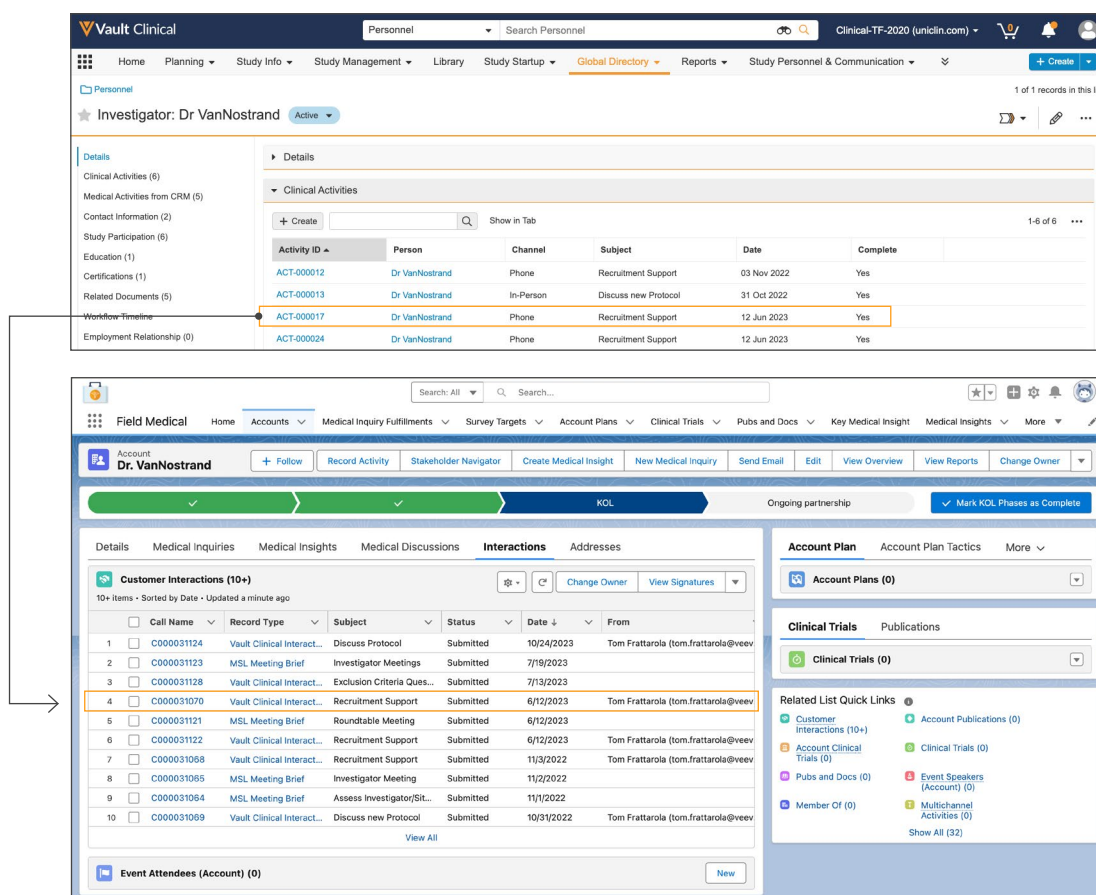 Vault Clinical Personnel Search Personnel Clinical-TF-2020 (uniclin.com) 0
Home Planning Study Info Study Management Library Study Startup Global Directory Reports Study Personnel & Communication + Create
Personnel 1 of 1 records in this
Investigator: Dr VanNostrand Active
Details
Clinical Activities (6)
Medical Activities from CRM (5)
Contact Information (2)
Study Participation (6)
Education (1)
Certifications (1)
Related Documents (5)
Workflow Timeline
Employment Relationship (0)
Details
Clinical Activities
+ Create Show in Tab 1-6 of 6
Activity ID Person Channel Subject Date Complete
ACT-000012 Dr VanNostrand Phone Recruitment Support 03 Nov 2022 Yes
ACT-000013 Dr VanNostrand In-Person Discuss new Protocol 31 Oct 2022 Yes
ACT-000017 Dr VanNostrand Phone Recruitment Support 12 Jun 2023 Yes
ACT-000024 Dr VanNostrand Phone Recruitment Support 12 Jun 2023 Yes
Search: All Search...
Field Medical Home Accounts Medical Inquiry Fulfillments Survey Targets Account Plans Clinical Trials Pubs and Docs Key Medical Insight Medical Insights More
Account
Dr. VanNostrand + Follow Record Activity Stakeholder Navigator Create Medical Insight New Medical Inquiry Send Email Edit View Overview View Reports Change Owner
KOL Ongoing partnership Mark KOL Phases as Complete
Details Medical Inquiries Medical Insights Medical Discussions Interactions Addresses
Customer Interactions (10+) Change Owner View Signatures
10+ items • Sorted by Date • Updated a minute ago
Call Name Record Type Subject Status Date From
1 C000031124 Vault Clinical Interact... Discuss Protocol Submitted 10/24/2023 Tom Frattarola (tom.frattarola@veev
2 C000031123 MSL Meeting Brief Investigator Meetings Submitted 7/19/2023
3 C000031128 Vault Clinical Interact... Exclusion Criteria Ques... Submitted 7/13/2023
4 C000031070 Vault Clinical Interact... Recruitment Support Submitted 6/12/2023 Tom Frattarola (tom.frattarola@veev
5 C000031121 MSL Meeting Brief Roundtable Meeting Submitted 6/12/2023
6 C000031122 Vault Clinical Interact... Recruitment Support Submitted 6/12/2023 Tom Frattarola (tom.frattarola@veev
7 C000031068 Vault Clinical Interact... Recruitment Support Submitted 11/3/2022 Tom Frattarola (tom.frattarola@veev
8 C000031065 MSL Meeting Brief Investigator Meeting Submitted 11/2/2022
9 C000031064 MSL Meeting Brief Assess Investigator/Sit... Submitted 11/1/2022
10 C000031069 Vault Clinical Interact... Discuss new Protocol Submitted 10/31/2022 Tom Frattarola (tom.frattarola@veev
View All
Event Attendees (Account) (0) New
Account Plan Account Plan Tactics More
Account Plans (0)
Clinical Trials Publications
Clinical Trials (0)
Related List Quick Links
Customer Interactions (10+)
Account Publications (0)
Account Clinical Trials (0)
Clinical Trials (0)
Pubs and Docs (0)
Event Speakers (Account) (0)
Member Of (0)
Multichannel Activities (0)
Show All (32)